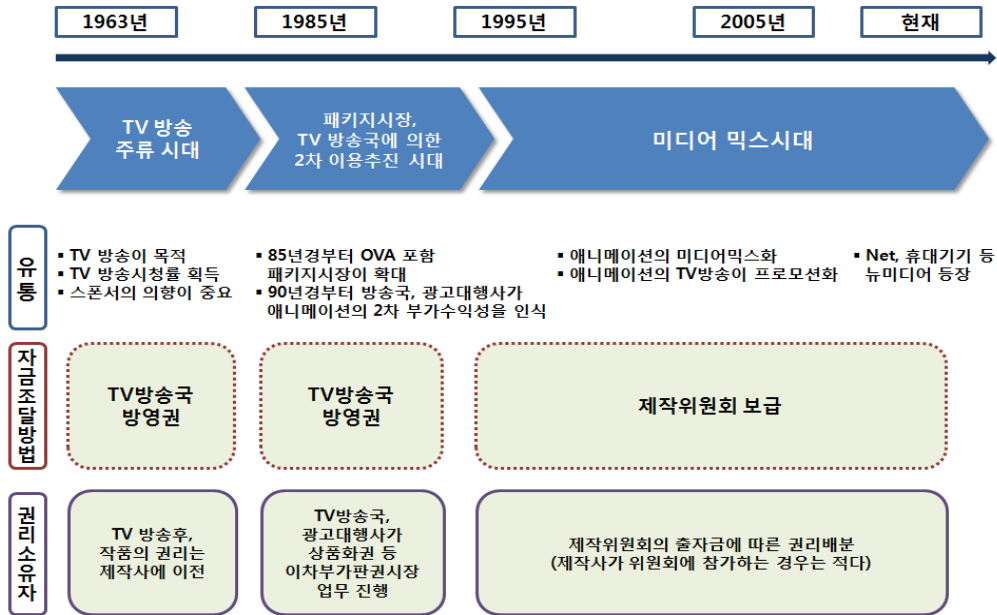 1963년
1985년
1995년
2005년
현재
TV 방송
주류 시대
패키지시장,
TV 방송국에 의한
2차 이용추진 시대
미디어 믹스시대
유통
▪ TV 방송이 목적
▪ TV 방송시청률 획득
▪ 스폰서의 의향이 중요
▪ 85년경부터 OVA 포함
패키지시장이 확대
▪ 90년경부터 방송국, 광고대행사가
애니메이션의 2차 부가수익성을 인식
▪ 애니메이션의 미디어믹스화
▪ 애니메이션의 TV방송이 프로모션화
▪ Net, 휴대기기 등
뉴미디어 등장
자금조달방법
TV방송국
방영권
TV방송국
방영권
제작위원회 보급
권리소유자
TV 방송후,
작품의 권리는
제작사에 이전
TV방송국,
광고대행사가
상품화권 등
이차부가판권시장
업무 진행
제작위원회의 출자금에 따른 권리배분
(제작사가 위원회에 참가하는 경우는 적다)